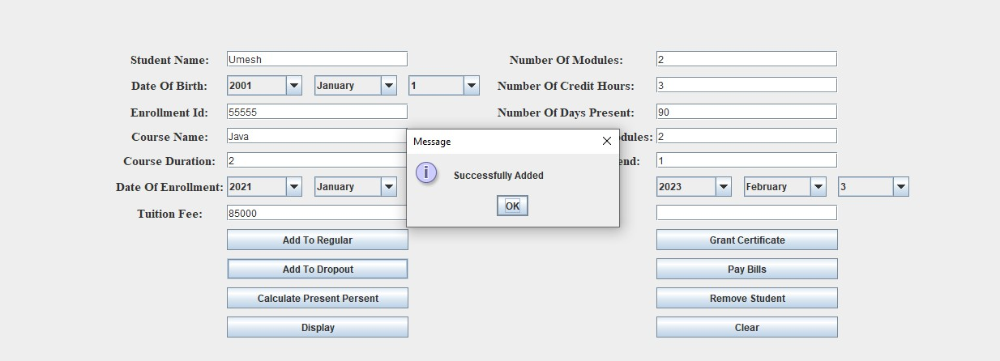 Student Name: Umesh Number Of Modules: 2
Date Of Birth: 2001 January 1 Number Of Credit Hours: 3
Enrollment Id: 55555 Number Of Days Present: 90
Course Name: Java 2
Message
Course Duration: 2 1
Successfully Added
Date Of Enrollment: 2021 January 2023 February 3
OK
Tuition Fee: 85000
Add To Regular Grant Certificate
Add To Dropout Pay Bills
Calculate Present Persent Remove Student
Display Clear